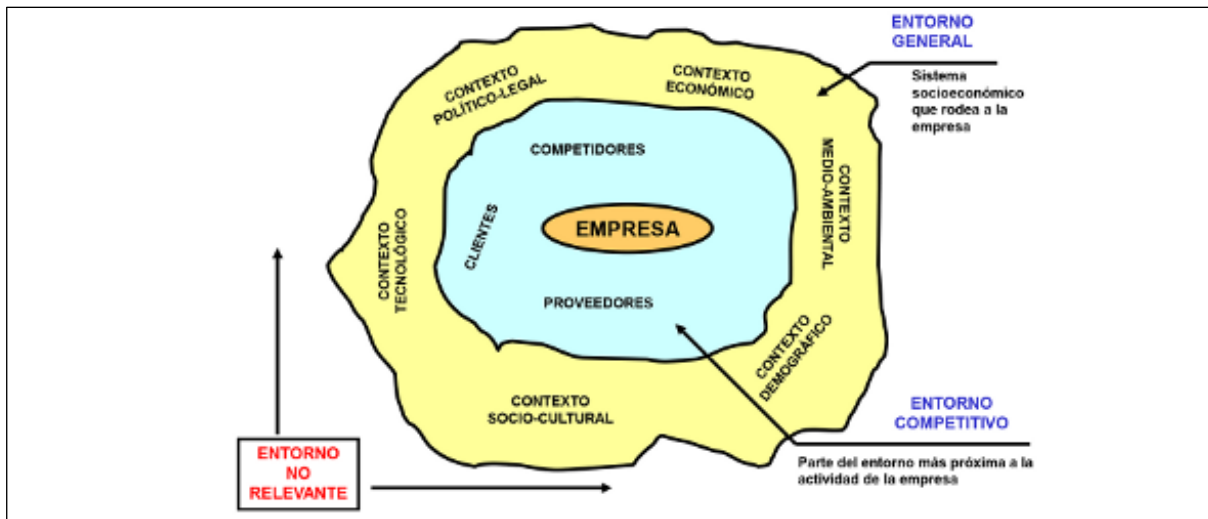 ENTORNO
GENERAL
Sistema
socioeconómico
que rodea a la
empresa
CONTEXTO
POLÍTICO-LEGAL
CONTEXTO
ECONÓMICO
COMPETIDORES
CONTEXTO
MEDIO-AMBIENTAL
EMPRESA
CLIENTES
CONTEXTO
TECNOLÓGICO
PROVEEDORES
CONTEXTO
DEMOGRÁFICO
CONTEXTO
SOCIO-CULTURAL
ENTORNO
COMPETITIVO
Parte del entorno más próxima a la
actividad de la empresa
ENTORNO
NO
RELEVANTE